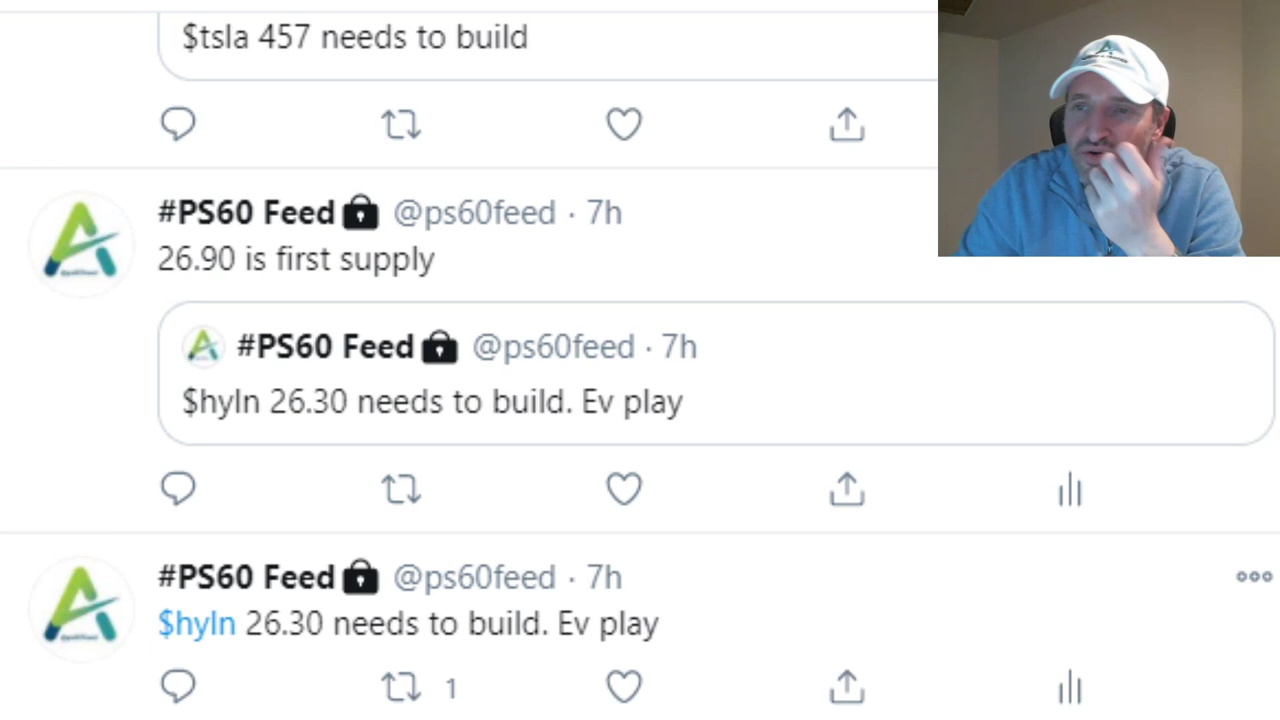 $tsla 457 needs to build
#PS60 Feed @ps60feed · 7h
26.90 is first supply
#PS60 Feed @ps60feed · 7h
$hyln 26.30 needs to build. Ev play
#PS60 Feed @ps60feed · 7h
$hyln 26.30 needs to build. Ev play
1